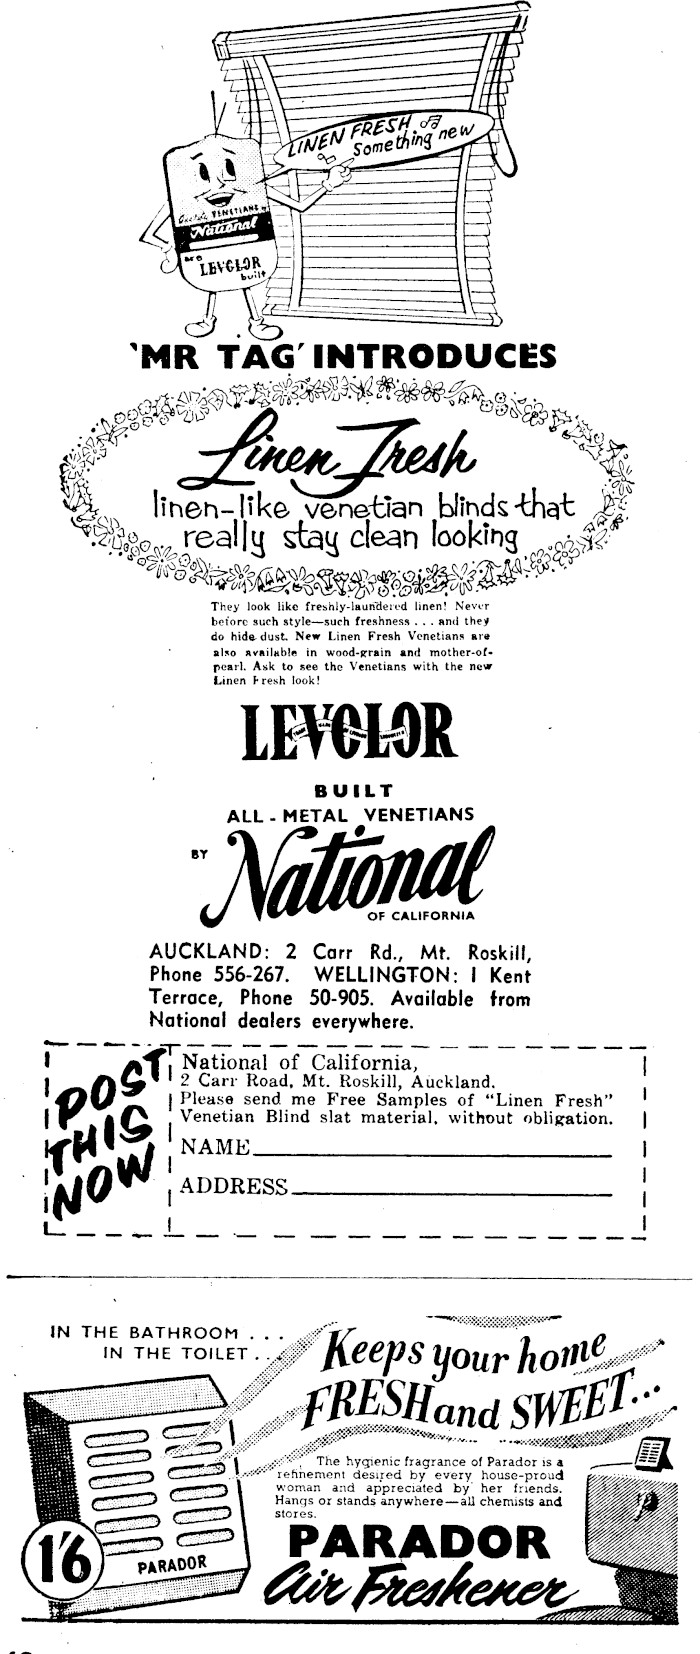 LINEN FRESH
Something new
VENETIANS by
National
are
LEVOLOR
built
'MR TAG' INTRODUCES
Linen Fresh
linen-like venetian blinds that
really stay clean looking
They look like freshly-laundered linen! Never
before such style—such freshness . . . and they
do hide dust. New Linen Fresh Venetians are
also available in wood-grain and mother-of-
pearl. Ask to see the Venetians with the new
Linen Fresh look!
LEVOLOR
BUILT
ALL-METAL VENETIANS
BY National
OF CALIFORNIA
AUCKLAND: 2 Carr Rd., Mt. Roskill,
Phone 556-267. WELLINGTON: 1 Kent
Terrace, Phone 50-905. Available from
National dealers everywhere.
POST
THIS
NOW
National of California,
2 Carr Road, Mt. Roskill, Auckland.
Please send me Free Samples of "Linen Fresh"
Venetian Blind slat material, without obligation.
NAME
ADDRESS
IN THE BATHROOM . . .
IN THE TOILET . . .
Keeps your home
FRESH and SWEET...
The hygienic fragrance of Parador is a
refinement desired by every house-proud
woman and appreciated by her friends.
Hangs or stands anywhere—all chemists and
stores.
PARADOR
Air Freshener
1'6
PARADOR